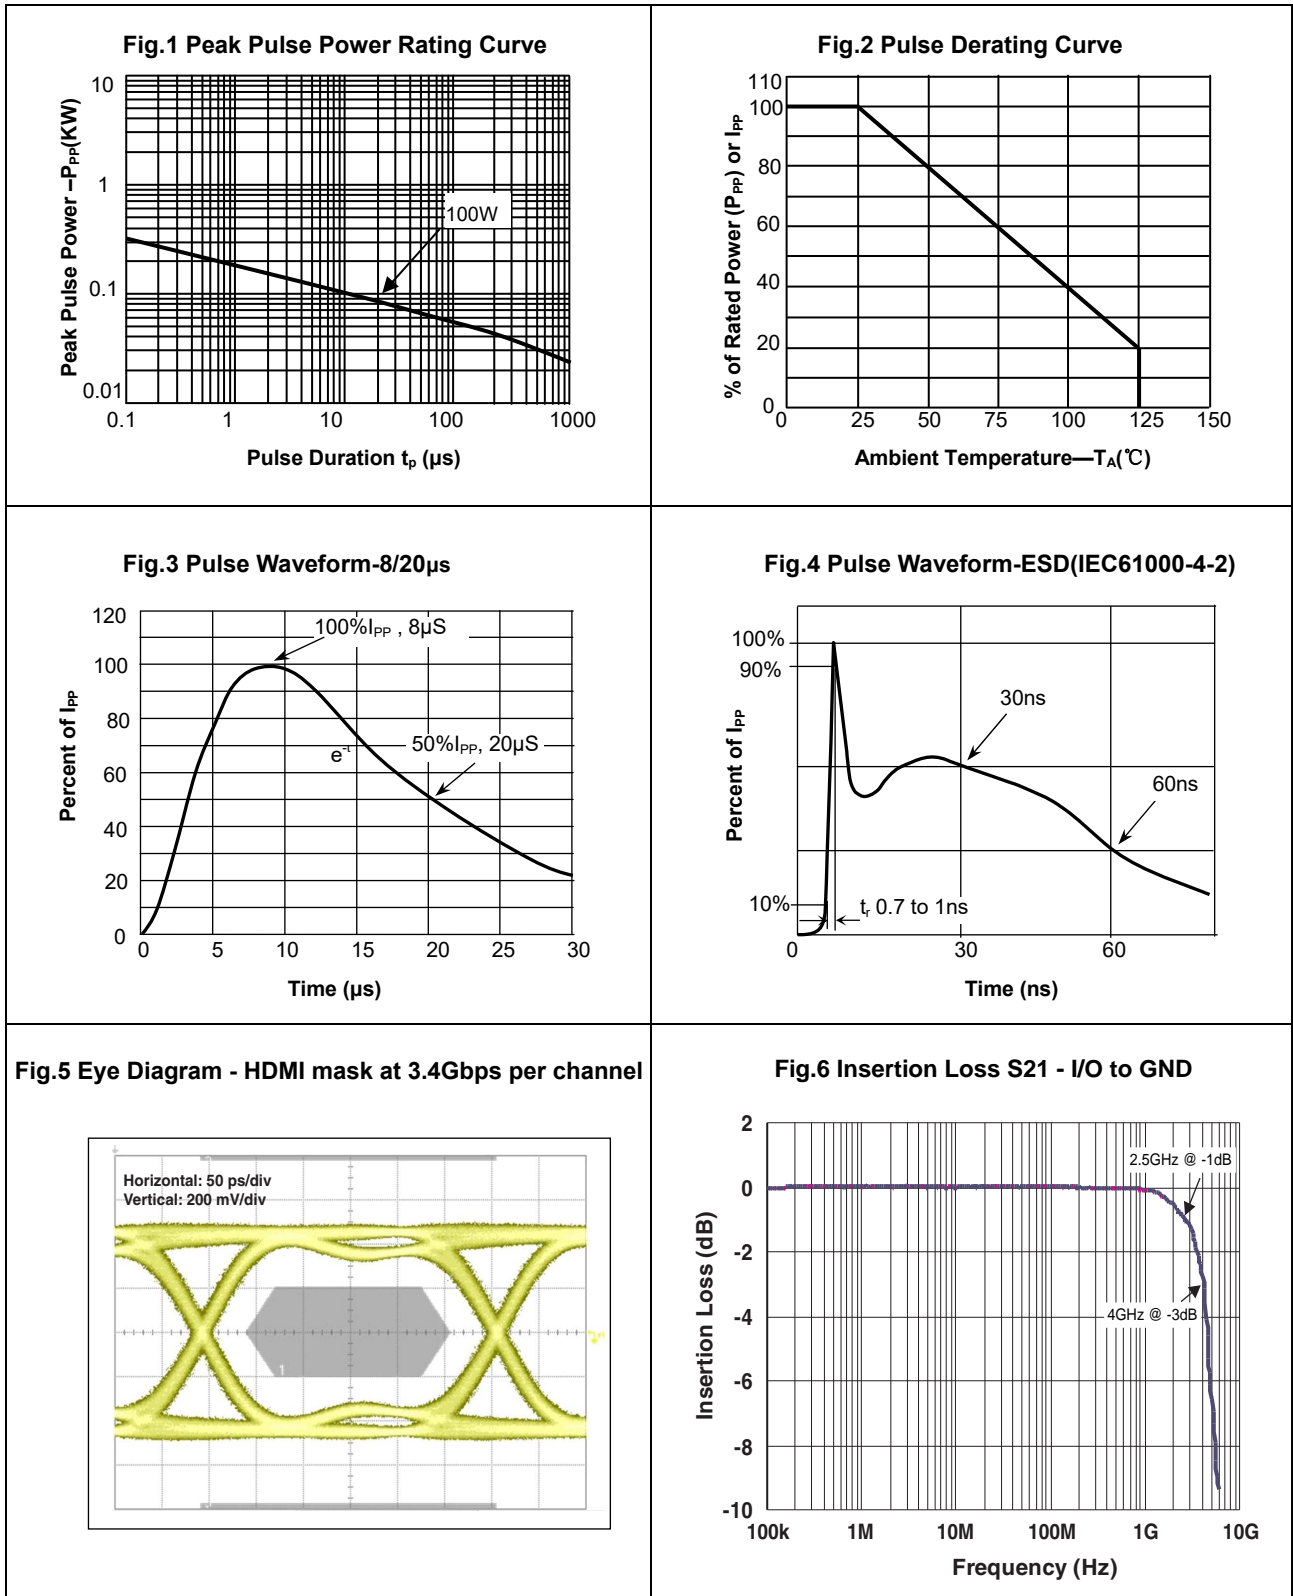 Fig.1 Peak Pulse Power Rating Curve
Peak Pulse Power –PPP(KW)
10
1
0.1
0.01
100W
0.1 1 10 100 1000
Pulse Duration tp (µs)
Fig.2 Pulse Derating Curve
% of Rated Power (PPP) or IPP
110
100
80
60
40
20
0
25 50 75 100 125 150
Ambient Temperature—TA(℃)
Fig.3 Pulse Waveform-8/20µs
Percent of IPP
120
100
80
60
40
20
0
100%IPP , 8µS
e-t
50%IPP, 20µS
0 5 10 15 20 25 30
Time (µs)
Fig.4 Pulse Waveform-ESD(IEC61000-4-2)
Percent of IPP
100%
90%
10%
30ns
60ns
tr 0.7 to 1ns
0 30 60
Time (ns)
Fig.5 Eye Diagram - HDMI mask at 3.4Gbps per channel
Horizontal: 50 ps/div
Vertical: 200 mV/div
1
Fig.6 Insertion Loss S21 - I/O to GND
Insertion Loss (dB)
2
0
-2
-4
-6
-8
-10
2.5GHz @ -1dB
4GHz @ -3dB
100k 1M 10M 100M 1G 10G
Frequency (Hz)